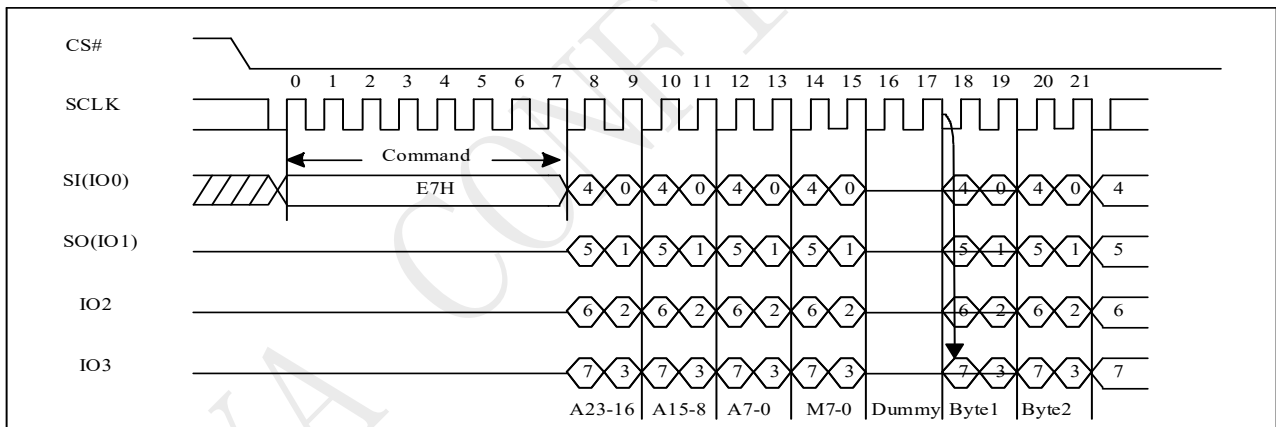 CS#
0 1 2 3 4 5 6 7 8 9 10 11 12 13 14 15 16 17 18 19 20 21
SCLK
Command
SI(IO0) E7H 4 0 4 0 4 0 4 0 4 0 4 0 4
SO(IO1) 5 1 5 1 5 1 5 1 5 1 5 1 5
IO2 6 2 6 2 6 2 6 2 6 2 6 2 6
IO3 7 3 7 3 7 3 7 3 7 3 7 3 7
A23-16 A15-8 A7-0 M7-0 Dummy Byte1 Byte2